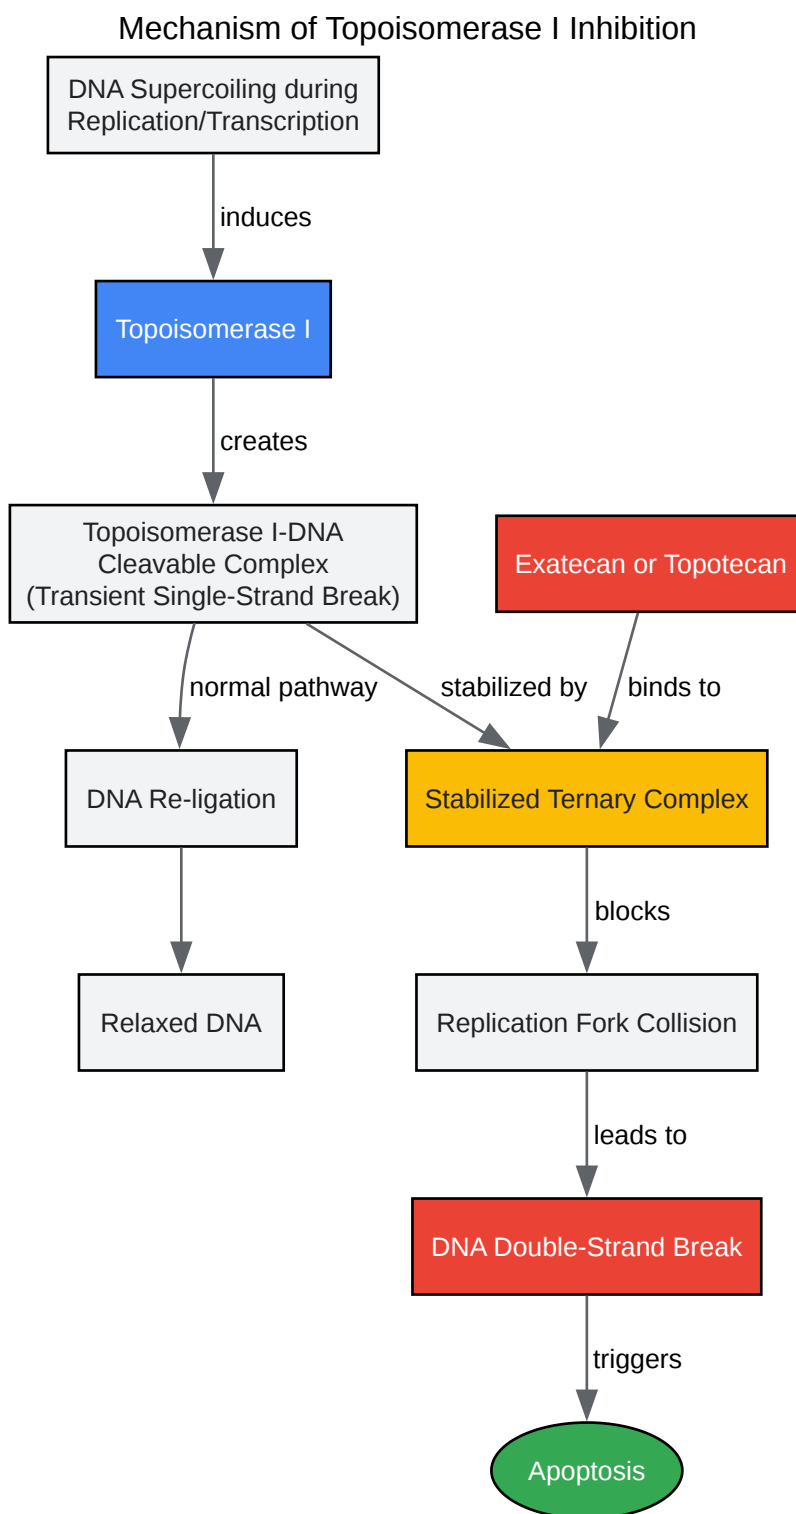 Mechanism of Topoisomerase I Inhibition
DNA Supercoiling during
Replication/Transcription
induces
Topoisomerase I
creates
Topoisomerase I-DNA
Cleavable Complex
(Transient Single-Strand Break)
Exatecan or Topotecan
normal pathway
stabilized by
binds to
DNA Re-ligation
Stabilized Ternary Complex
blocks
Relaxed DNA
Replication Fork Collision
leads to
DNA Double-Strand Break
triggers
Apoptosis